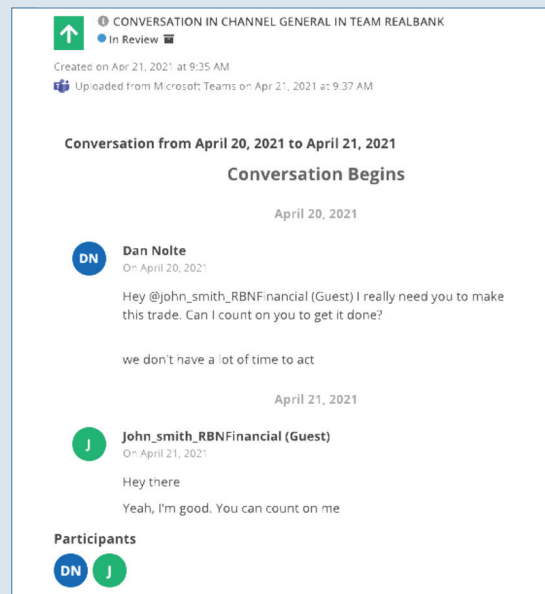 CONVERSATION IN CHANNEL GENERAL IN TEAM REALBANK
In Review
Created on Apr 21, 2021 at 9:35 AM
Uploaded from Microsoft Teams on Apr 21, 2021 at 9:37 AM
Conversation from April 20, 2021 to April 21, 2021
Conversation Begins
April 20, 2021
DN
Dan Nolte
On April 20, 2021
Hey @john_smith_RBNFinancial (Guest) I really need you to make
this trade. Can I count on you to get it done?
we don't have a lot of time to act
April 21, 2021
J
John_smith_RBNFinancial (Guest)
On April 21, 2021
Hey there
Yeah, I'm good. You can count on me
Participants
DN J